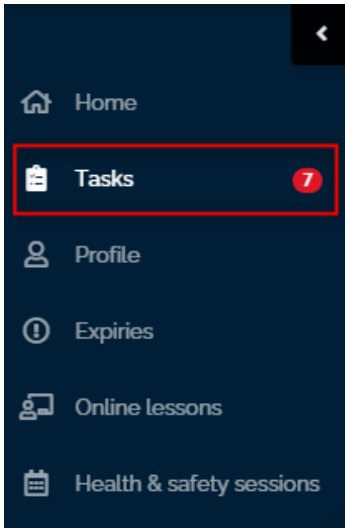 Home
Tasks 7
Profile
Expiries
Online lessons
Health & safety sessions